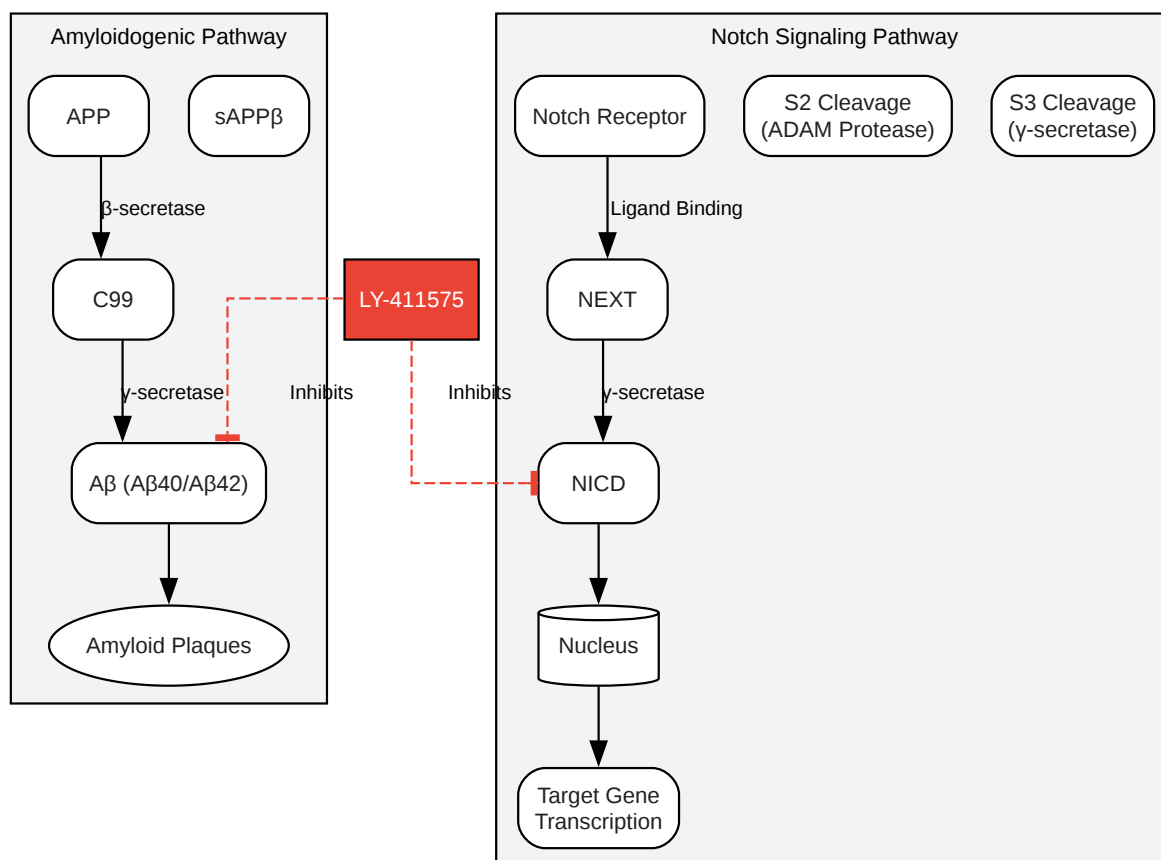 Amyloidogenic Pathway
APP
sAPPβ
β-secretase
C99
γ-secretase
Aβ (Aβ40/Aβ42)
Amyloid Plaques
LY-411575
Inhibits
Inhibits
Notch Signaling Pathway
Notch Receptor
S2 Cleavage
(ADAM Protease)
S3 Cleavage
(γ-secretase)
Ligand Binding
NEXT
γ-secretase
NICD
Nucleus
Target Gene
Transcription